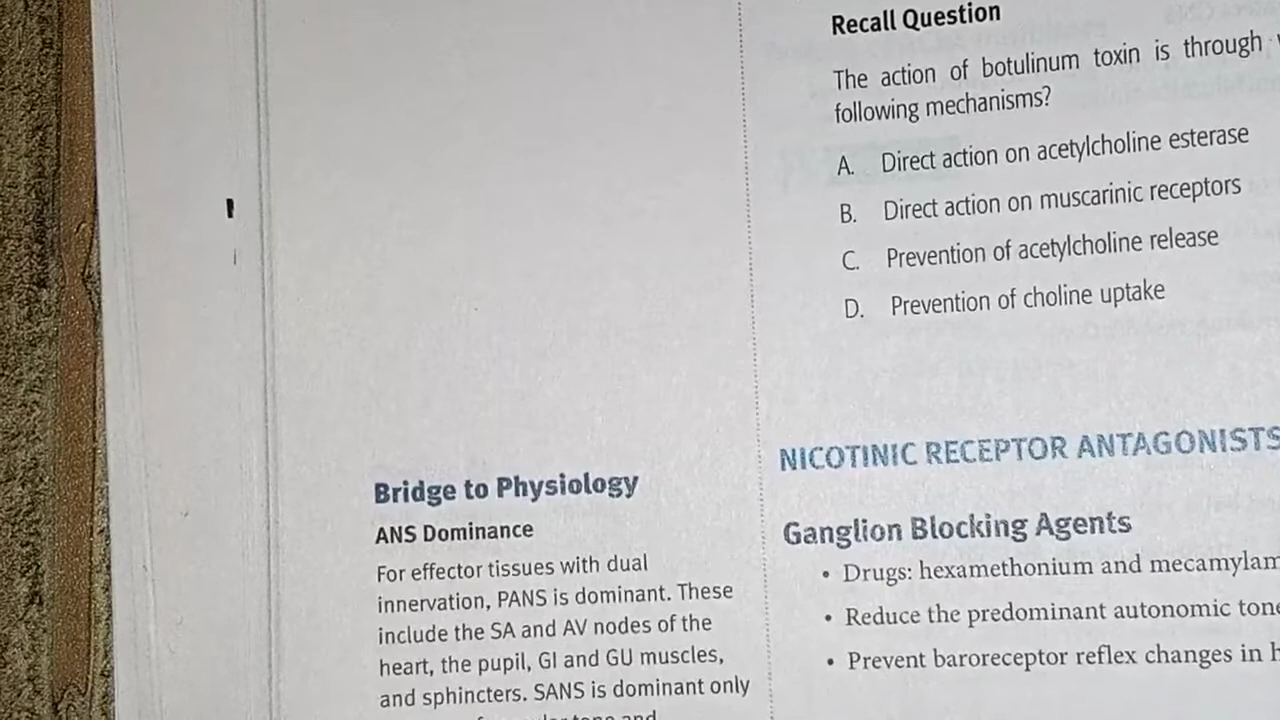 Recall Question
The action of botulinum toxin is through
following mechanisms?
A. Direct action on acetylcholine esterase
B. Direct action on muscarinic receptors
C. Prevention of acetylcholine release
D. Prevention of choline uptake
NICOTINIC RECEPTOR ANTAGONISTS
Ganglion Blocking Agents
• Drugs: hexamethonium and mecamylam
• Reduce the predominant autonomic tone
• Prevent baroreceptor reflex changes in h
Bridge to Physiology
ANS Dominance
For effector tissues with dual
innervation, PANS is dominant. These
include the SA and AV nodes of the
heart, the pupil, GI and GU muscles,
and sphincters. SANS is dominant only